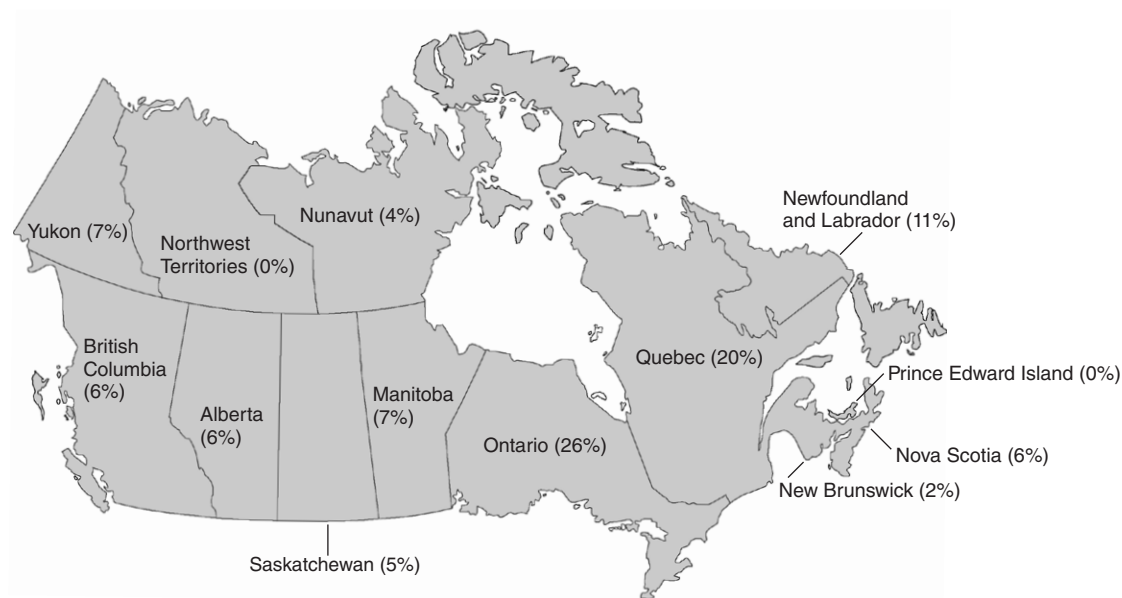 Yukon (7%)
Northwest
Territories (0%)
Nunavut (4%)
Newfoundland
and Labrador (11%)
British
Columbia
(6%)
Alberta
(6%)
Saskatchewan (5%)
Manitoba
(7%)
Ontario (26%)
Quebec (20%)
Prince Edward Island (0%)
Nova Scotia (6%)
New Brunswick (2%)